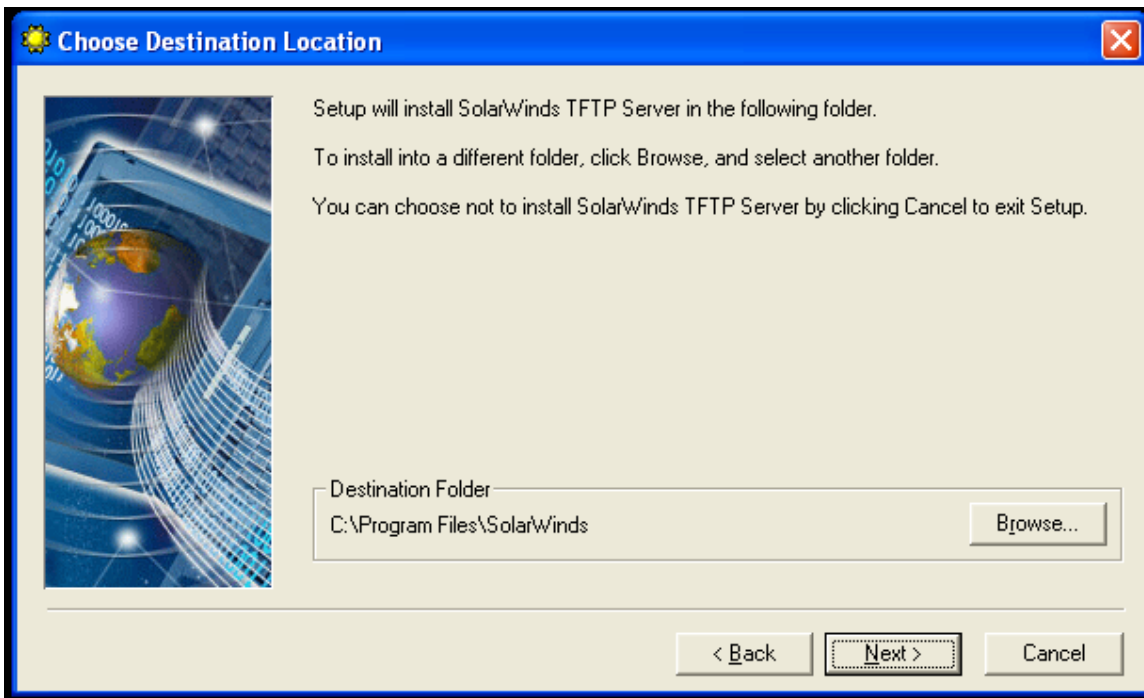 Choose Destination Location
Setup will install SolarWinds TFTP Server in the following folder.
To install into a different folder, click Browse, and select another folder.
You can choose not to install SolarWinds TFTP Server by clicking Cancel to exit Setup.
Destination Folder
C:\Program Files\SolarWinds
Browse...
< Back
Next >
Cancel